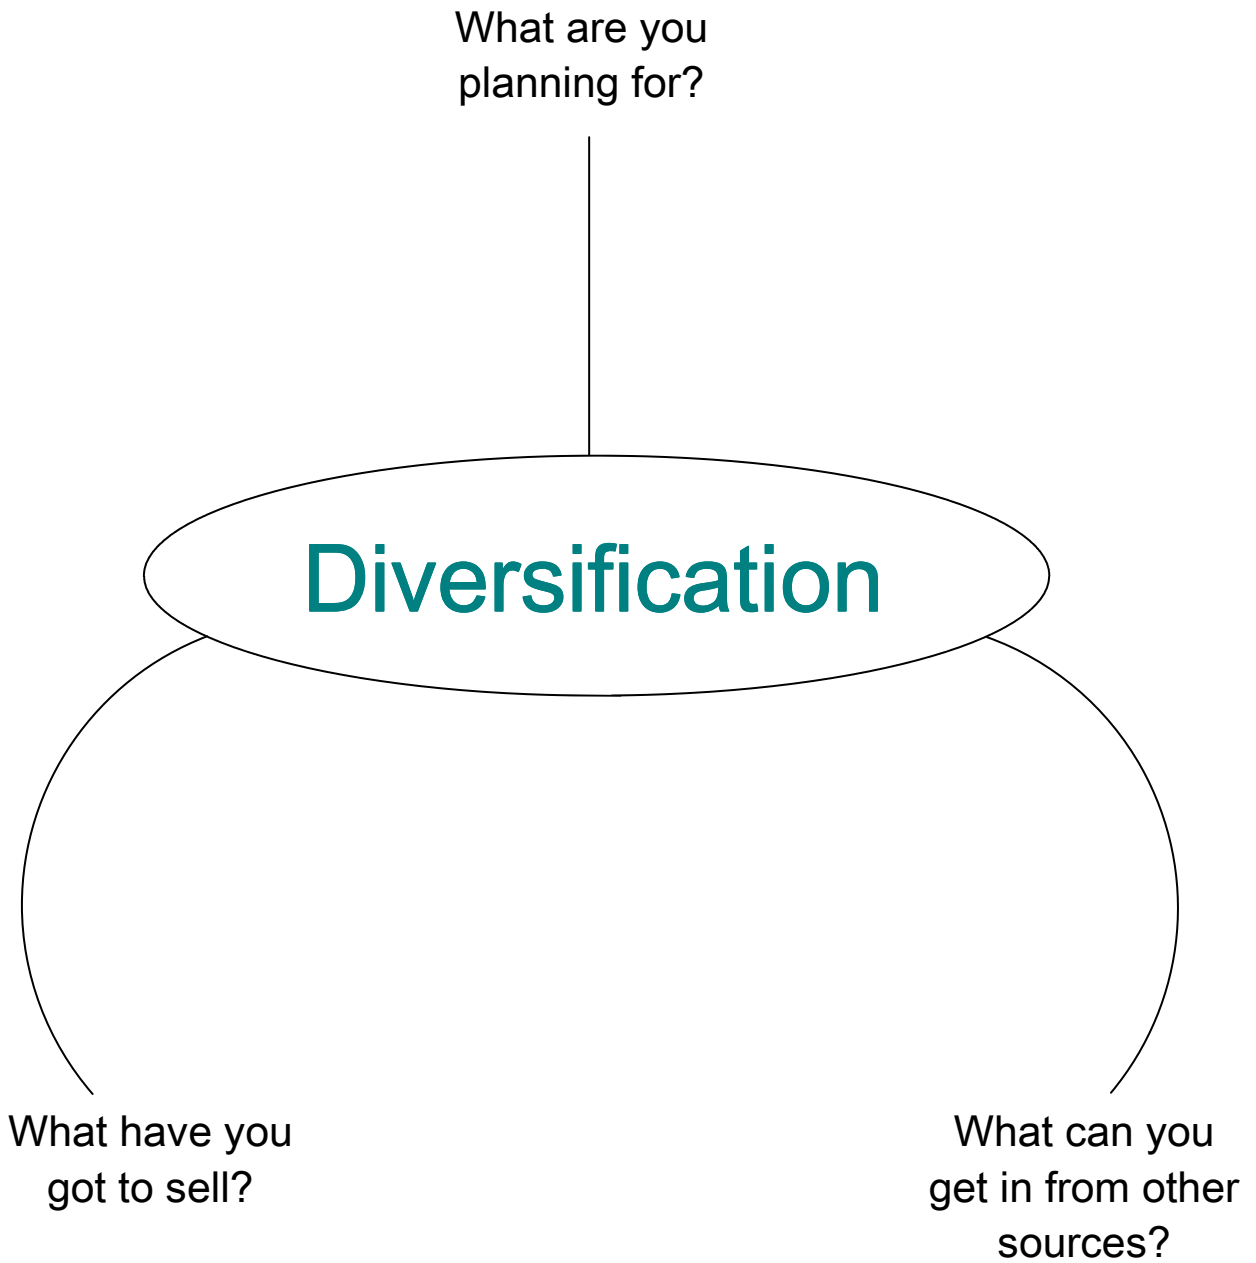 What are you
planning for?
Diversification
What have you
got to sell?
What can you
get in from other
sources?